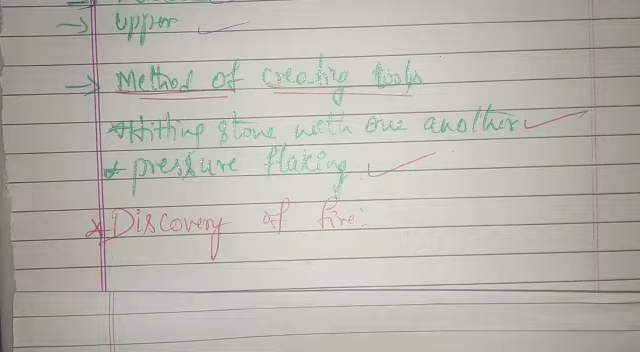 → upper
→ Method of creating tools
* Hitting stone with one another
* pressure flaking
* Discovery of fire: